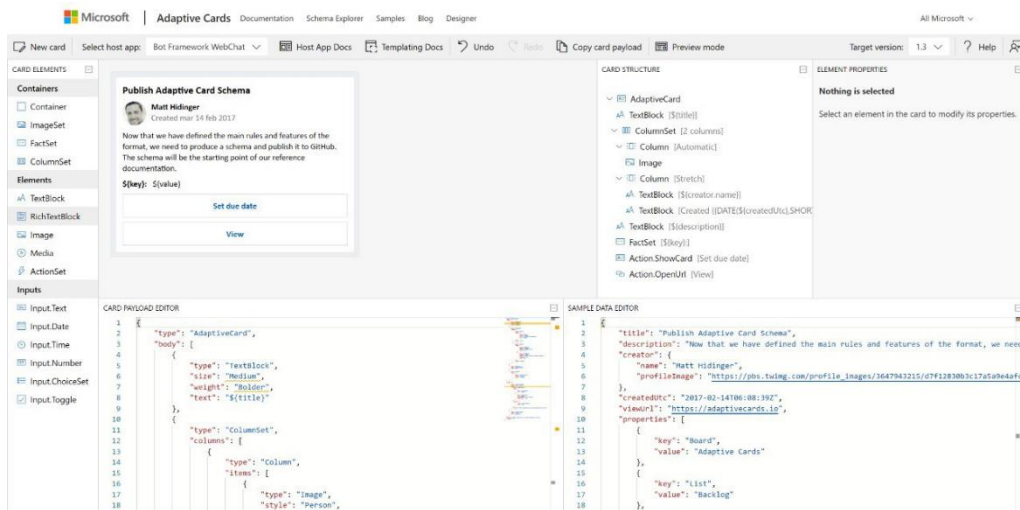 Microsoft | Adaptive Cards Documentation Schema Explorer Samples Blog Designer All Microsoft
New card Select host app: Bot Framework WebChat Host App Docs Templating Docs Undo Redo Copy card payload Preview mode Target version: 1.3 Help
CARD ELEMENTS
Containers
Container
ImageSet
FactSet
ColumnSet
Elements
TextBlock
RichTextBlock
Image
Media
ActionSet
Inputs
Input.Text
Input.Date
Input.Time
Input.Number
Input.ChoiceSet
Input.Toggle
Publish Adaptive Card Schema
Matt Hidinger
Created mar 14 feb 2017
Now that we have defined the main rules and features of the
format, we need to produce a schema and publish it to GitHub.
The schema will be the starting point of our reference
documentation.
${key}: ${value}
Set due date
View
CARD STRUCTURE
AdaptiveCard
TextBlock [${title}]
ColumnSet [2 columns]
Column [Automatic]
Image
Column [Stretch]
TextBlock [${creator.name}]
TextBlock [Created {{DATE(${createdUtc},SHOR
TextBlock [${description}]
FactSet [${key}:]
Action.ShowCard [Set due date]
Action.OpenUrl [View]
ELEMENT PROPERTIES
Nothing is selected
Select an element in the card to modify its properties.
CARD PAYLOAD EDITOR
1 {
2 "type": "AdaptiveCard",
3 "body": [
4 {
5 "type": "TextBlock",
6 "size": "Medium",
7 "weight": "Bolder",
8 "text": "${title}"
9 },
10 {
11 "type": "ColumnSet",
12 "columns": [
13 {
14 "type": "Column",
15 "items": [
16 {
17 "type": "Image",
18 "style": "Person",
SAMPLE DATA EDITOR
1 {
2 "title": "Publish Adaptive Card Schema",
3 "description": "Now that we have defined the main rules and features of the format, we need
4 "creator": {
5 "name": "Matt Hidinger",
6 "profileImage": "https://pbs.twimg.com/profile_images/3647943215/d7f12830b3c17a5a9e4afc
7 },
8 "createdUtc": "2017-02-14T06:08:39Z",
9 "viewUrl": "https://adaptivecards.io",
10 "properties": [
11 {
12 "key": "Board",
13 "value": "Adaptive Cards"
14 },
15 {
16 "key": "List",
17 "value": "Backlog"
18 },